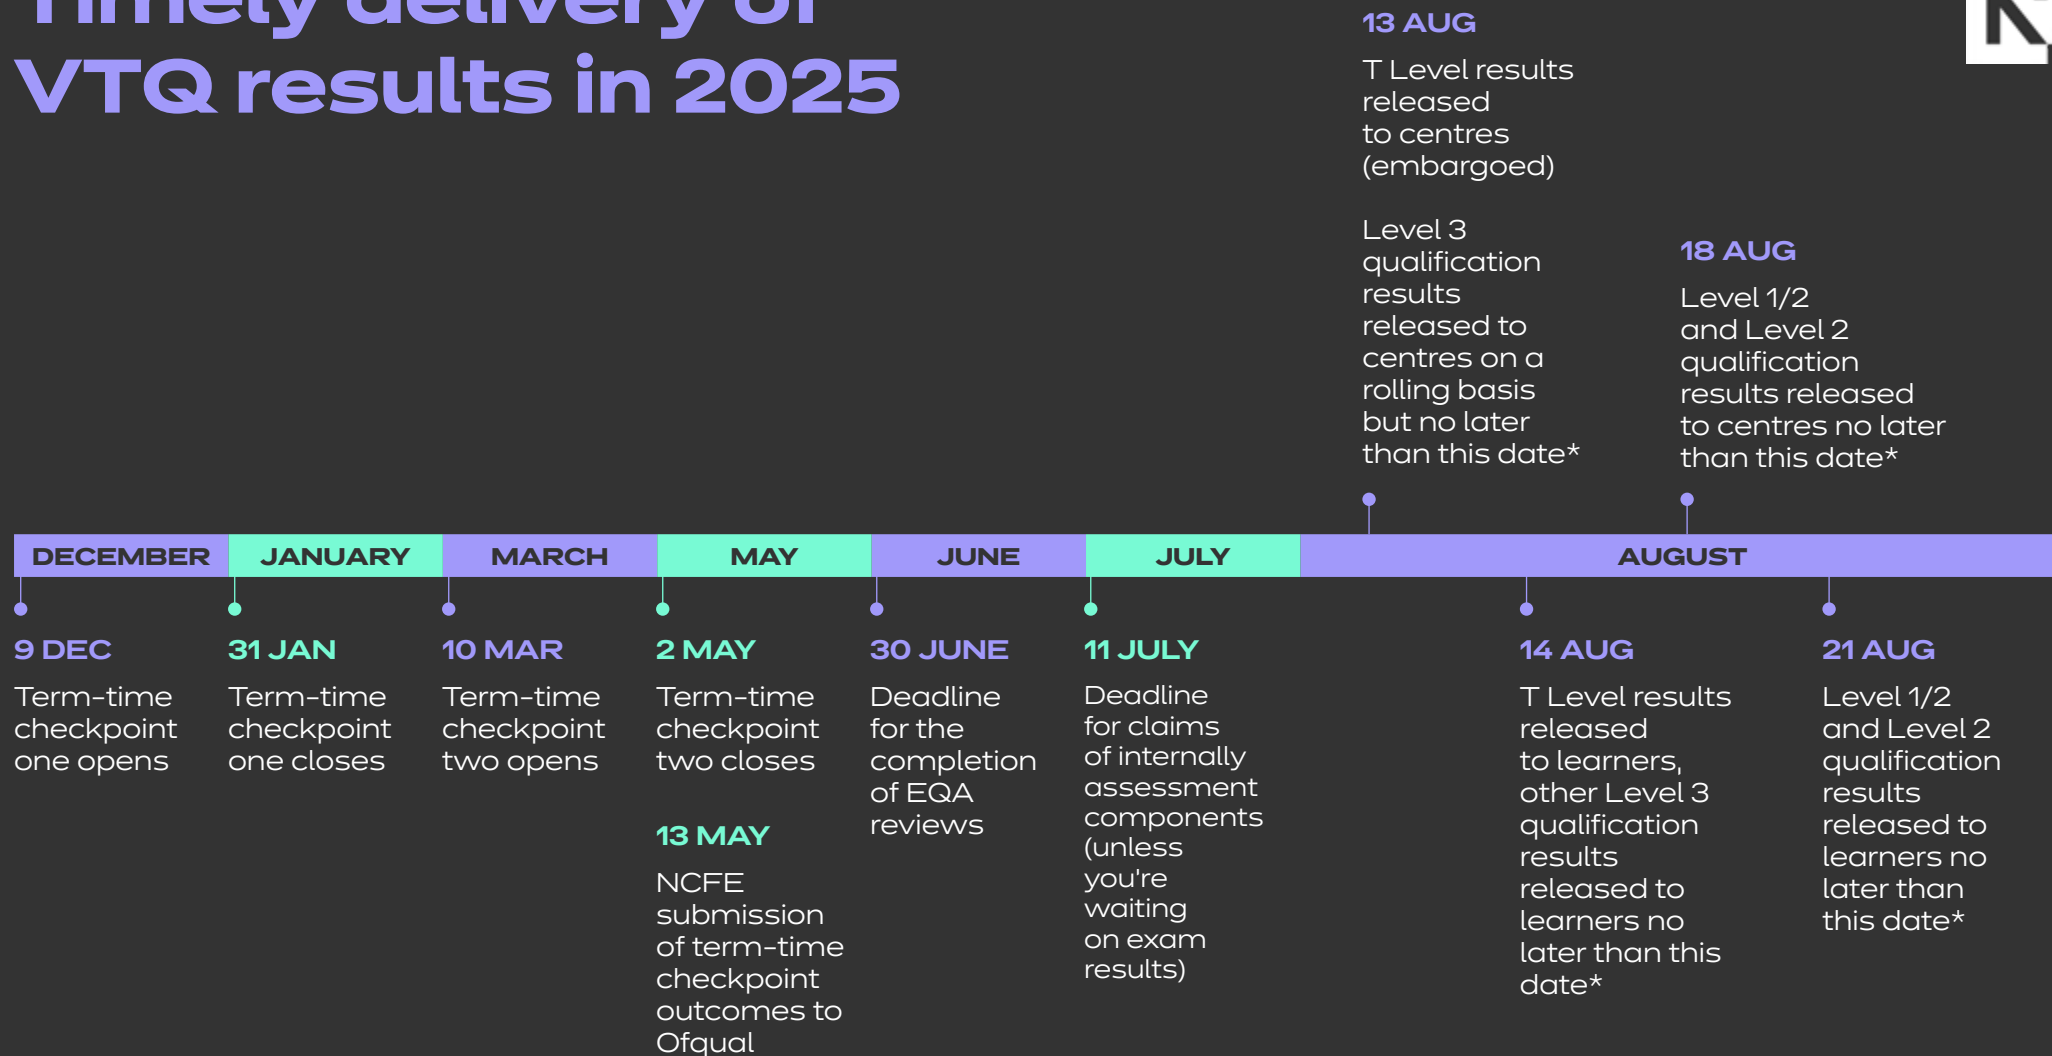 Timely delivery of
VTQ results in 2025
13 AUG
T Level results
released
to centres
(embargoed)
Level 3
qualification
results
released to
centres on a
rolling basis
but no later
than this date*
18 AUG
Level 1/2
and Level 2
qualification
results released
to centres no later
than this date*
DECEMBER
JANUARY
MARCH
MAY
JUNE
JULY
AUGUST
9 DEC
Term-time
checkpoint
one opens
31 JAN
Term-time
checkpoint
one closes
10 MAR
Term-time
checkpoint
two opens
2 MAY
Term-time
checkpoint
two closes
13 MAY
NCFE
submission
of term-time
checkpoint
outcomes to
Ofqual
30 JUNE
Deadline
for the
completion
of EQA
reviews
11 JULY
Deadline
for claims
of internally
assessment
components
(unless
you're
waiting
on exam
results)
14 AUG
T Level results
released
to learners,
other Level 3
qualification
results
released to
learners no
later than this
date*
21 AUG
Level 1/2
and Level 2
qualification
results
released to
learners no
later than
this date*